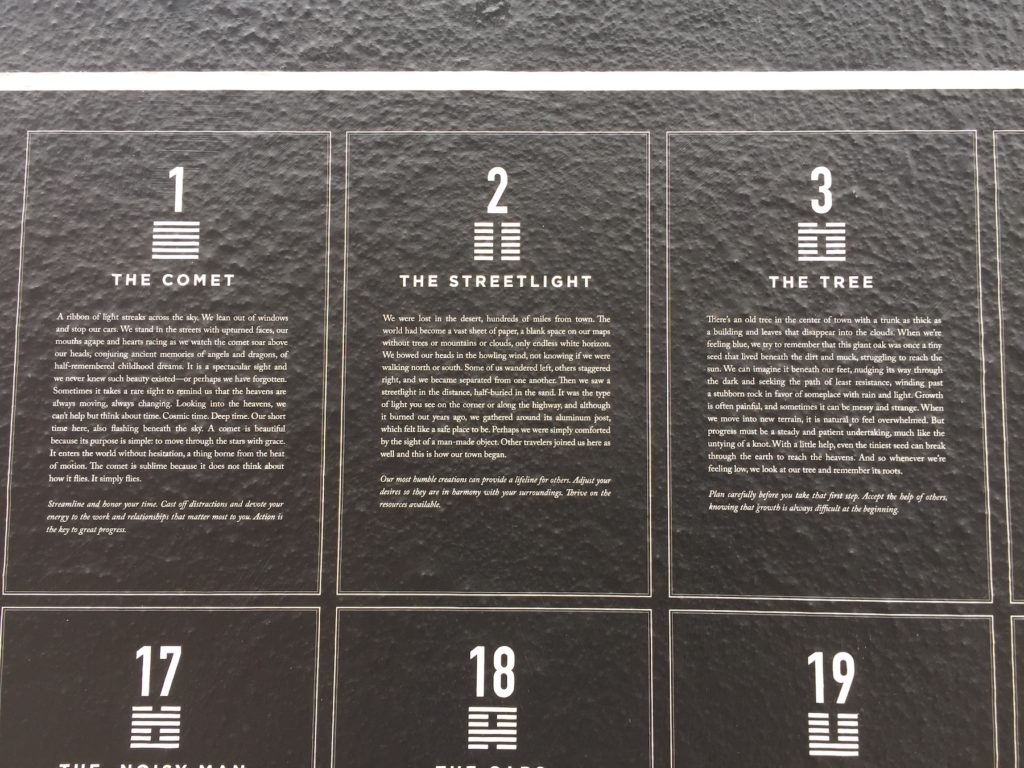 1
THE COMET
A ribbon of light streaks across the sky. We lean out of windows
and stop our cars. We stand in the streets with upturned faces, our
mouths agape and hearts racing as we watch the comet soar above
our heads, conjuring ancient memories of angels and dragons, of
half-remembered childhood dreams. It is a spectacular sight and
we never knew such beauty existed—or perhaps we have forgotten.
Sometimes it takes a rare sight to remind us that the heavens are
always moving, always changing. Looking into the heavens, we
can't help but think about time. Cosmic time. Deep time. Our short
time here, also flashing beneath the sky. A comet is beautiful
because its purpose is simple: to move through the stars with grace.
It enters the world without hesitation, a thing borne from the heat
of motion. The comet is sublime because it does not think about
how it flies. It simply flies.
Streamline and honor your time. Cast off distractions and devote your
energy to the work and relationships that matter most to you. Action is
the key to great progress.
2
THE STREETLIGHT
We were lost in the desert, hundreds of miles from town. The
world had become a vast sheet of paper, a blank space on our maps
without trees or mountains or clouds, only endless white horizon.
We bowed our heads in the howling wind, not knowing if we were
walking north or south. Some of us wandered left, others staggered
right, and we became separated from one another. Then we saw a
streetlight in the distance, half-buried in the sand. It was the type
of light you see on the corner or along the highway, and although
it burned out years ago, we gathered around its aluminum post,
which felt like a safe place to be. Perhaps we were simply comforted
by the sight of a man-made object. Other travelers joined us here as
well and this is how our town began.
Our most humble creations can provide a lifeline for others. Adjust your
desires so they are in harmony with your surroundings. Thrive on the
resources available.
3
THE TREE
There's an old tree in the center of town with a trunk as thick as
a building and leaves that disappear into the clouds. When we're
feeling blue, we try to remember that this giant oak was once a tiny
seed that lived beneath the dirt and muck, struggling to reach the
sun. We can imagine it beneath our feet, nudging its way through
the dark and seeking the path of least resistance, winding past
a stubborn rock in favor of someplace with rain and light. Growth
is often painful, and sometimes it can be messy and strange. When
we move into new terrain, it is natural to feel overwhelmed. But
progress must be a steady and patient undertaking, much like the
untying of a knot. With a little help, even the tiniest seed can break
through the earth to reach the heavens. And so whenever we're
feeling low, we look at our tree and remember its roots.
Plan carefully before you take that first step. Accept the help of others,
knowing that growth is always difficult at the beginning.
17
THE NOISY MAN
18
THE
19